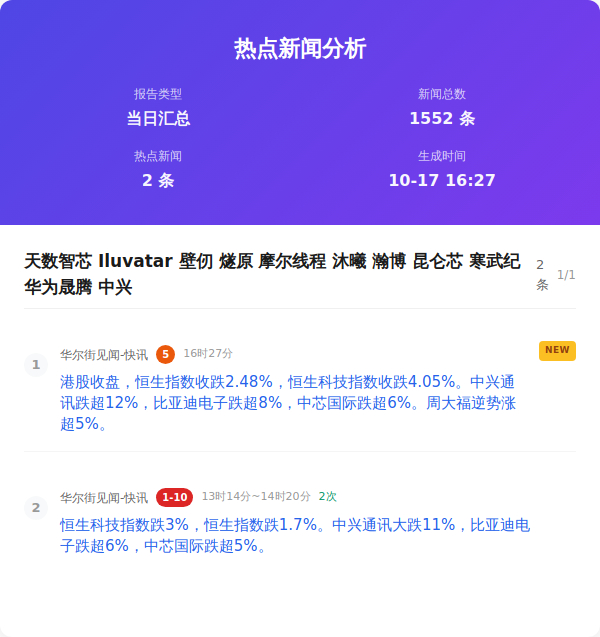 热点新闻分析
报告类型
新闻总数
当日汇总
1552 条
热点新闻
生成时间
2 条
10-17 16:27
天数智芯 Iluvatar 壁仞 燧原 摩尔线程 沐曦 瀚博 昆仑芯 寒武纪
华为晟腾 中兴
2
条
1/1
1
华尔街见闻-快讯 5 16时27分
NEW
港股收盘，恒生指数收跌2.48%，恒生科技指数收跌4.05%。中兴通
讯跌超12%，比亚迪电子跌超8%，中芯国际跌超6%。周大福逆势涨
超5%。
2
华尔街见闻-快讯 1-10 13时14分~14时20分 2次
恒生科技指数跌3%，恒生指数跌1.7%。中兴通讯大跌11%，比亚迪电
子跌超6%，中芯国际跌超5%。